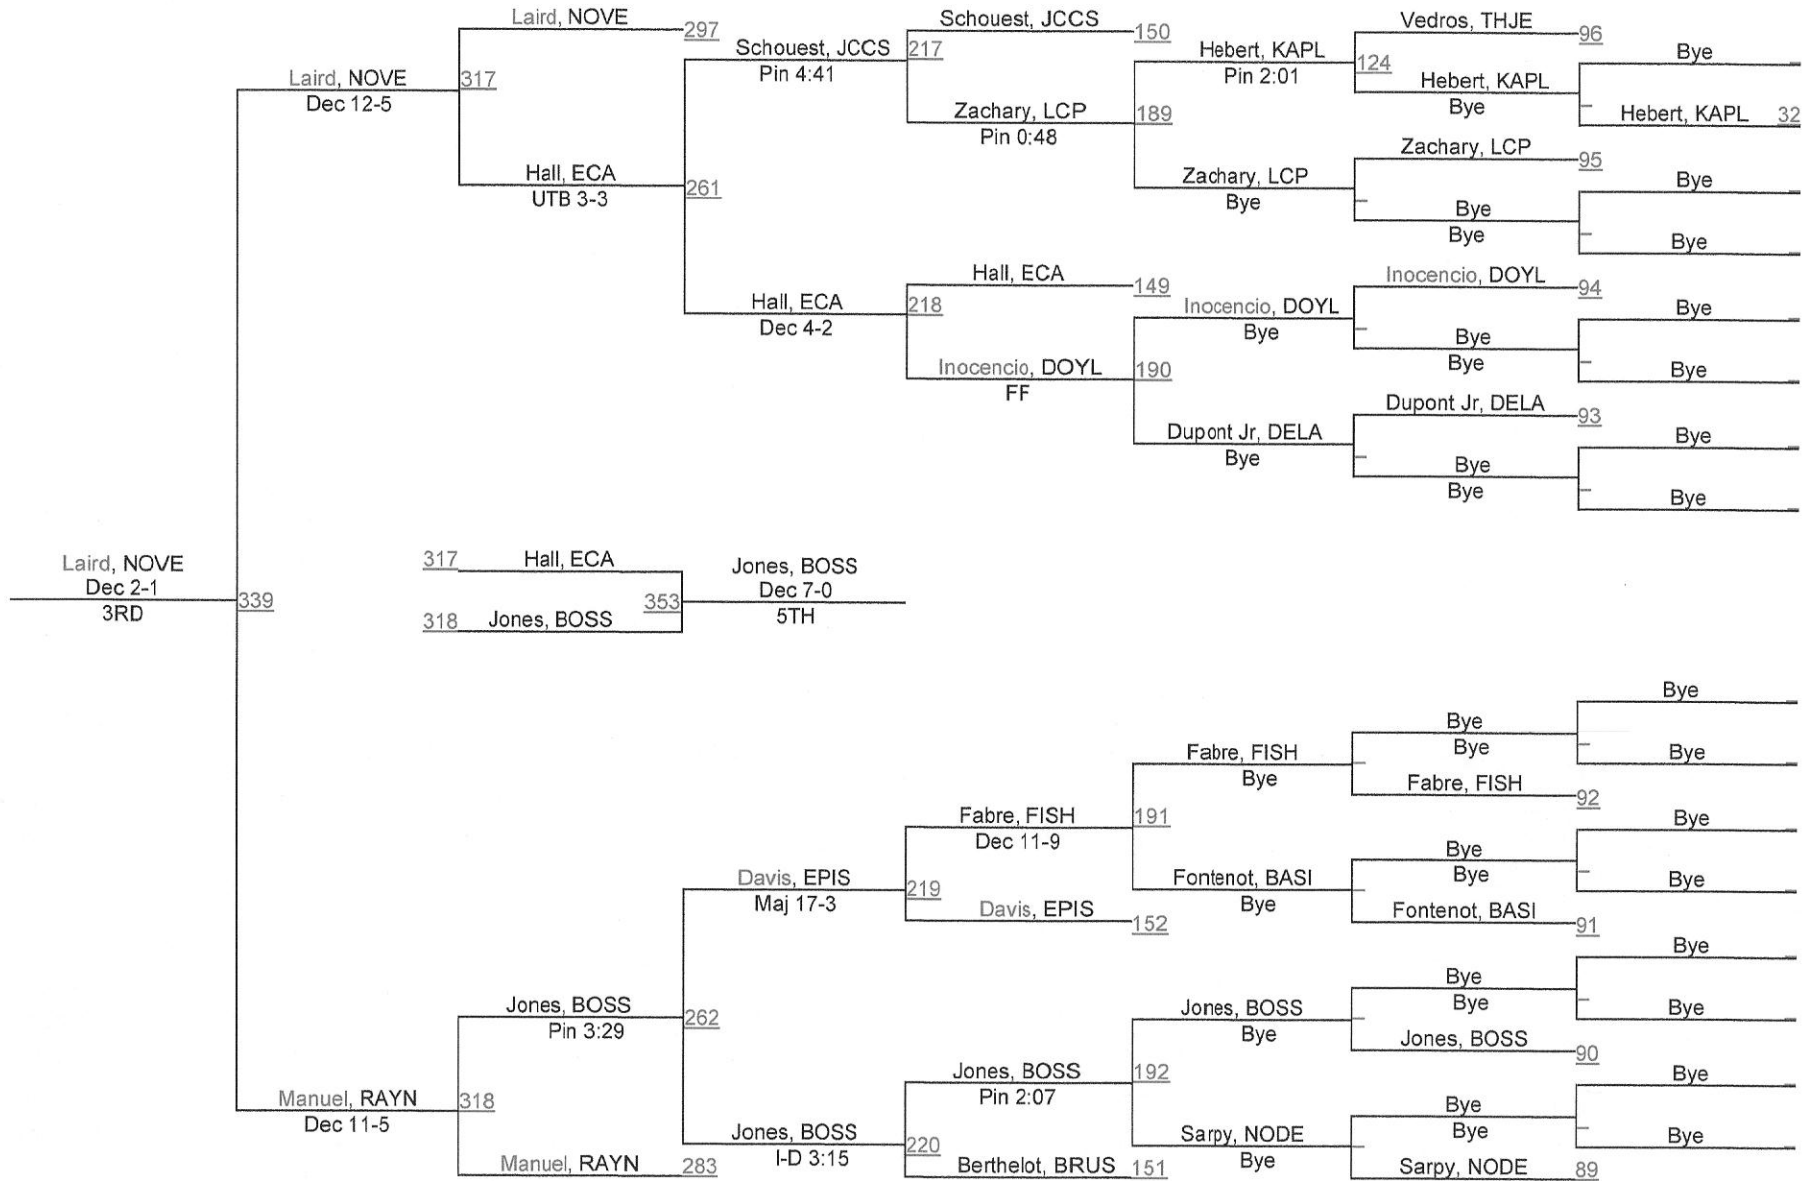 Laird, NOVE
297
Schouest, JCCS
150
Vedros, THJE
96
Bye
Schouest, JCCS
217
Pin 4:41
Hebert, KAPL
124
Pin 2:01
Hebert, KAPL
Bye
Hebert, KAPL 32
Laird, NOVE
317
Dec 12-5
Zachary, LCP
189
Pin 0:48
Zachary, LCP
95
Bye
Hall, ECA
261
UTB 3-3
Zachary, LCP
Bye
Bye
Bye
Bye
Hall, ECA
149
Inocencio, DOYL
94
Bye
Hall, ECA
218
Dec 4-2
Inocencio, DOYL
Bye
Bye
Bye
Bye
Inocencio, DOYL
190
FF
Dupont Jr, DELA
93
Bye
Dupont Jr, DELA
Bye
Bye
Bye
Bye
Laird, NOVE
Dec 2-1
339
3RD
317 Hall, ECA
353
318 Jones, BOSS
Jones, BOSS
Dec 7-0
5TH
Bye
Bye
Bye
Bye
Fabre, FISH
Bye
Fabre, FISH
92
Fabre, FISH
191
Dec 11-9
Bye
Bye
Bye
Bye
Davis, EPIS
219
Maj 17-3
Fontenot, BASI
Bye
Davis, EPIS
152
Fontenot, BASI
91
Bye
Bye
Bye
Bye
Jones, BOSS
262
Pin 3:29
Jones, BOSS
Bye
Jones, BOSS
90
Jones, BOSS
192
Pin 2:07
Bye
Bye
Bye
Bye
Manuel, RAYN
318
Dec 11-5
Jones, BOSS
220
I-D 3:15
Sarpy, NODE
Bye
Manuel, RAYN
283
Berthelot, BRUS
151
Sarpy, NODE
89